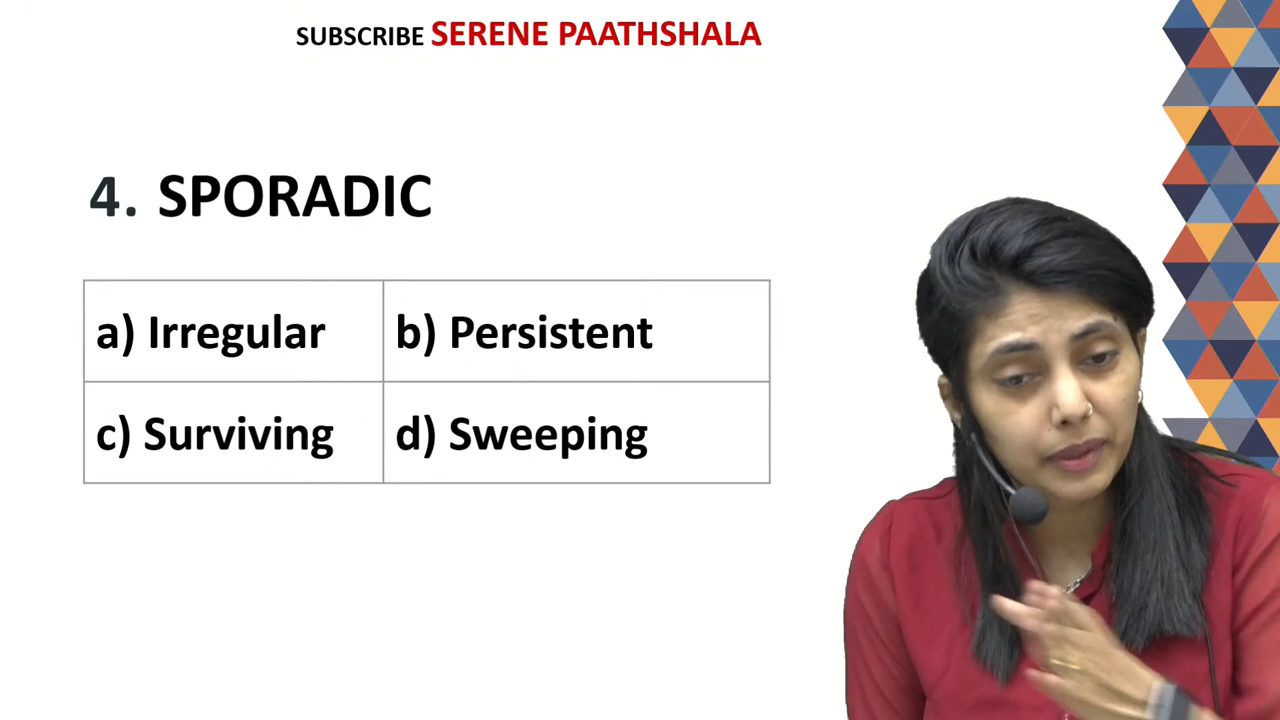 SUBSCRIBE SERENE PAATHSHALA
4. SPORADIC
a) Irregular b) Persistent
c) Surviving d) Sweeping